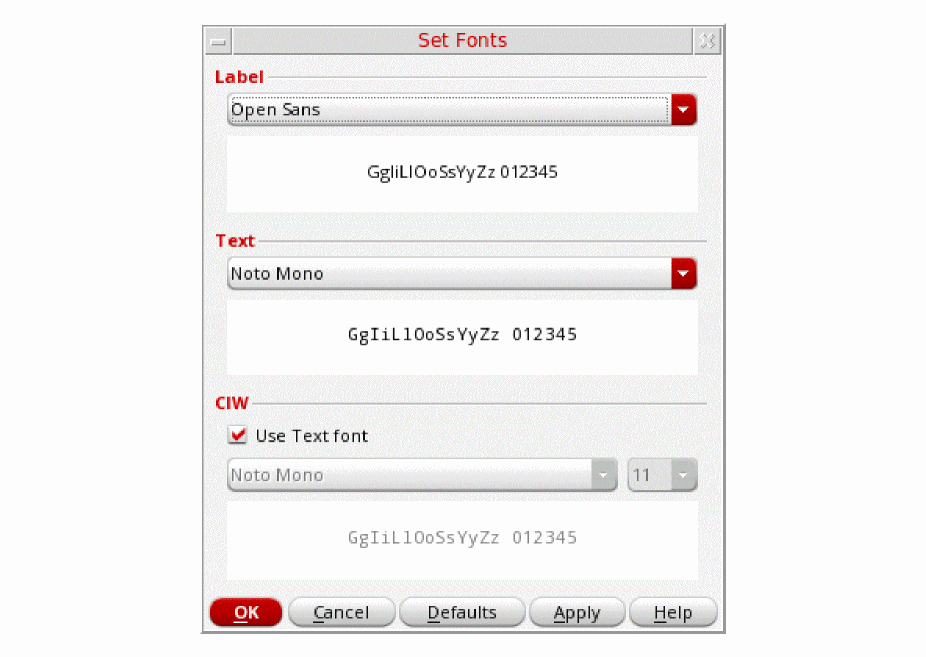 Set Fonts
Label
Open Sans
GgIiLlOoSsYyZz 012345
Text
Noto Mono
GgIiLlOoSsYyZz 012345
CIW
Use Text font
Noto Mono 11
GgIiLlOoSsYyZz 012345
OK Cancel Defaults Apply Help